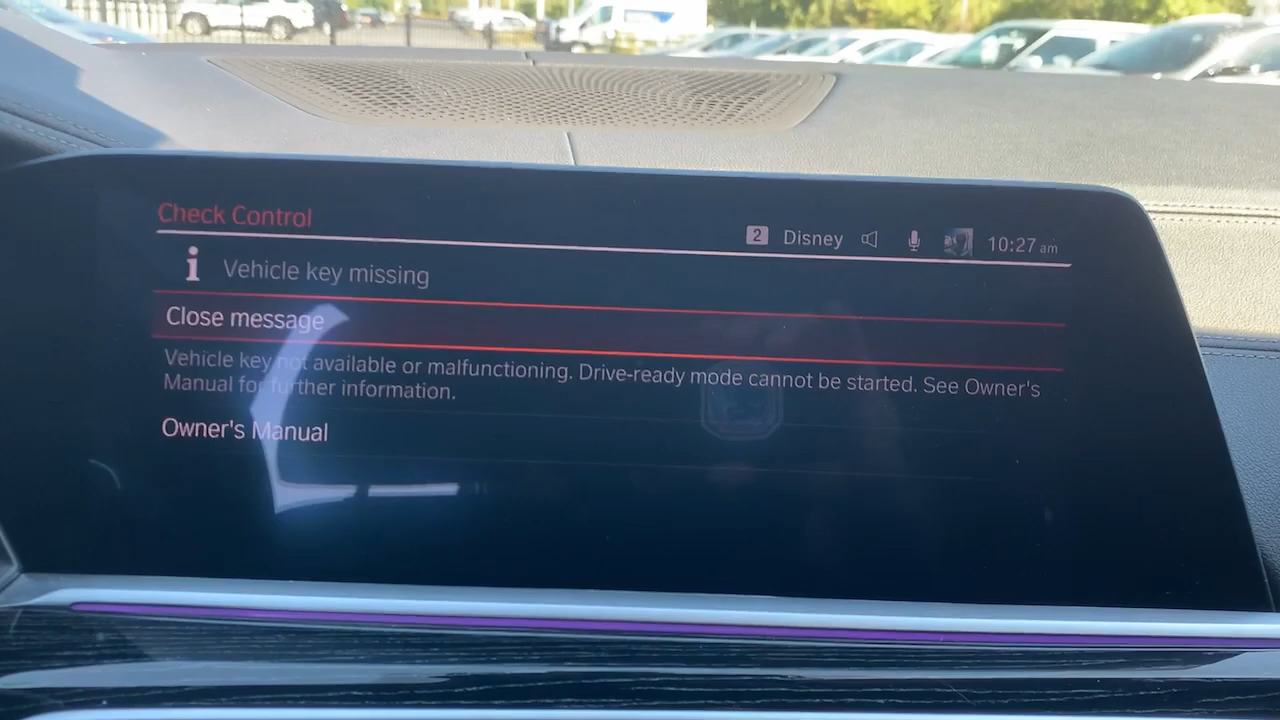 Check Control
2 Disney 10:27 am
Vehicle key missing
Close message
Vehicle key not available or malfunctioning. Drive-ready mode cannot be started. See Owner's
Manual for further information.
Owner's Manual